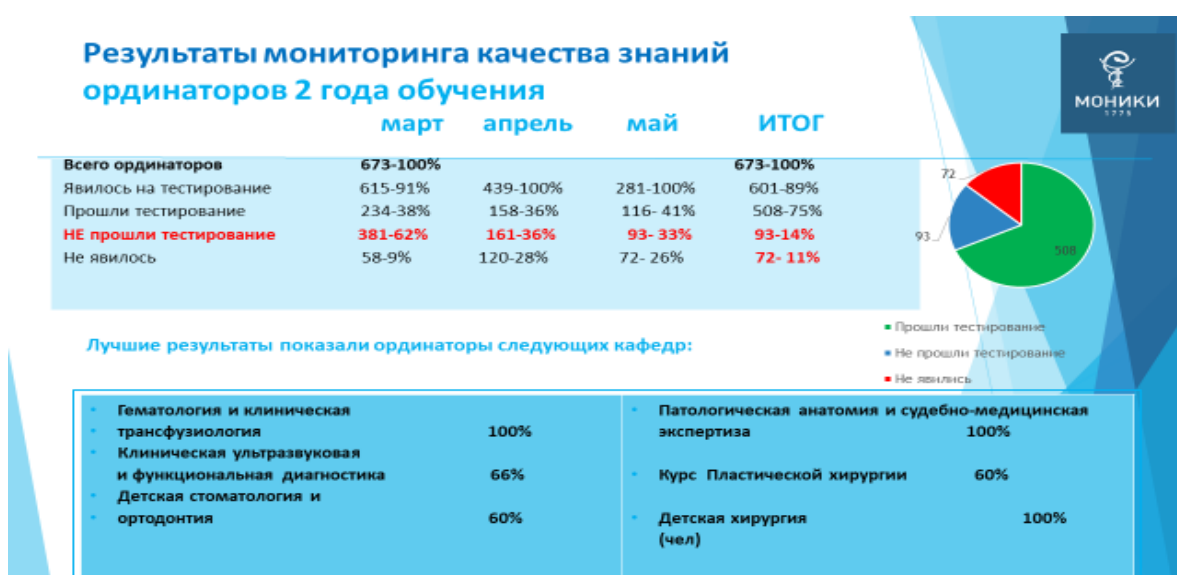 Результаты мониторинга качества знаний
ординаторов 2 года обучения
МОНИКИ
1775
март апрель май ИТОГ
Всего ординаторов 673-100% 673-100%
Явилось на тестирование 615-91% 439-100% 281-100% 601-89%
Прошли тестирование 234-38% 158-36% 116- 41% 508-75%
НЕ прошли тестирование 381-62% 161-36% 93- 33% 93-14%
Не явилось 58-9% 120-28% 72- 26% 72- 11%
72
93
508
Прошли тестирование
Не прошли тестирование
Не явились
Лучшие результаты показали ординаторы следующих кафедр:
Гематология и клиническая
трансфузиология 100%
Клиническая ультразвуковая
и функциональная диагностика 66%
Детская стоматология и
ортодонтия 60%
Патологическая анатомия и судебно-медицинская
экспертиза 100%
Курс Пластической хирургии 60%
Детская хирургия 100%
(чел)